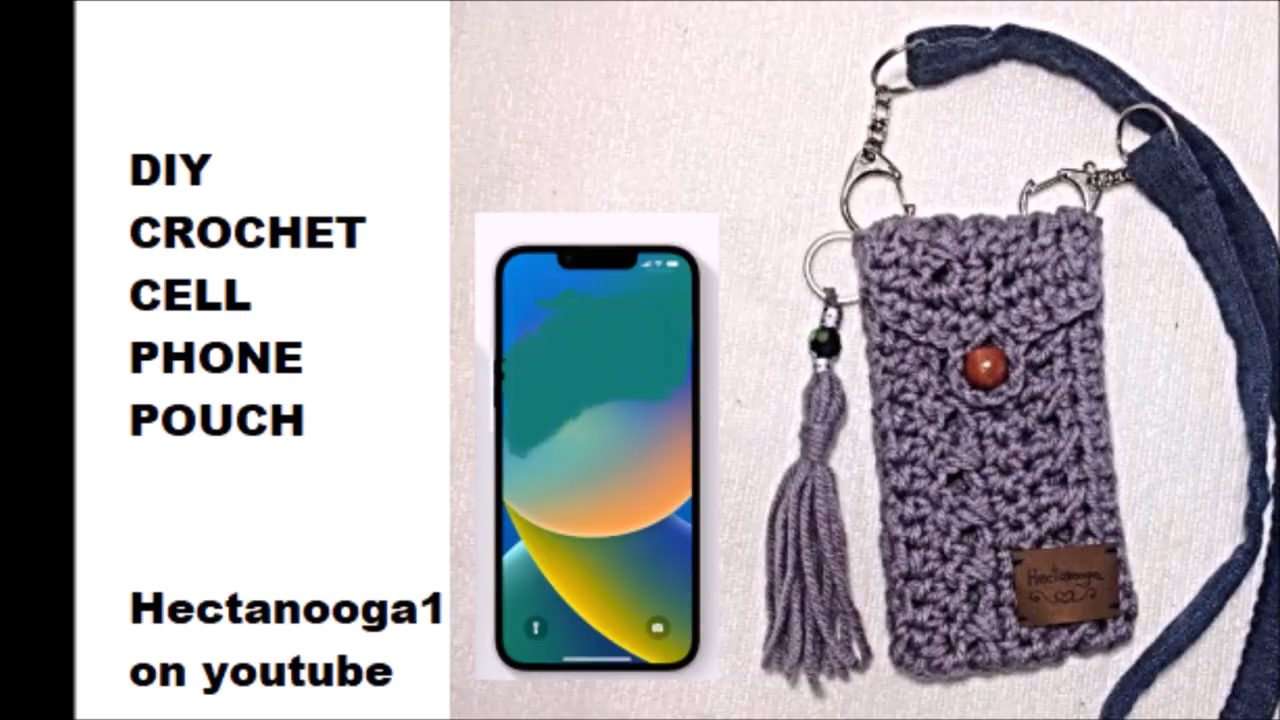 DIY
CROCHET
CELL
PHONE
POUCH
Hectanooga1
on youtube
Hectanooga